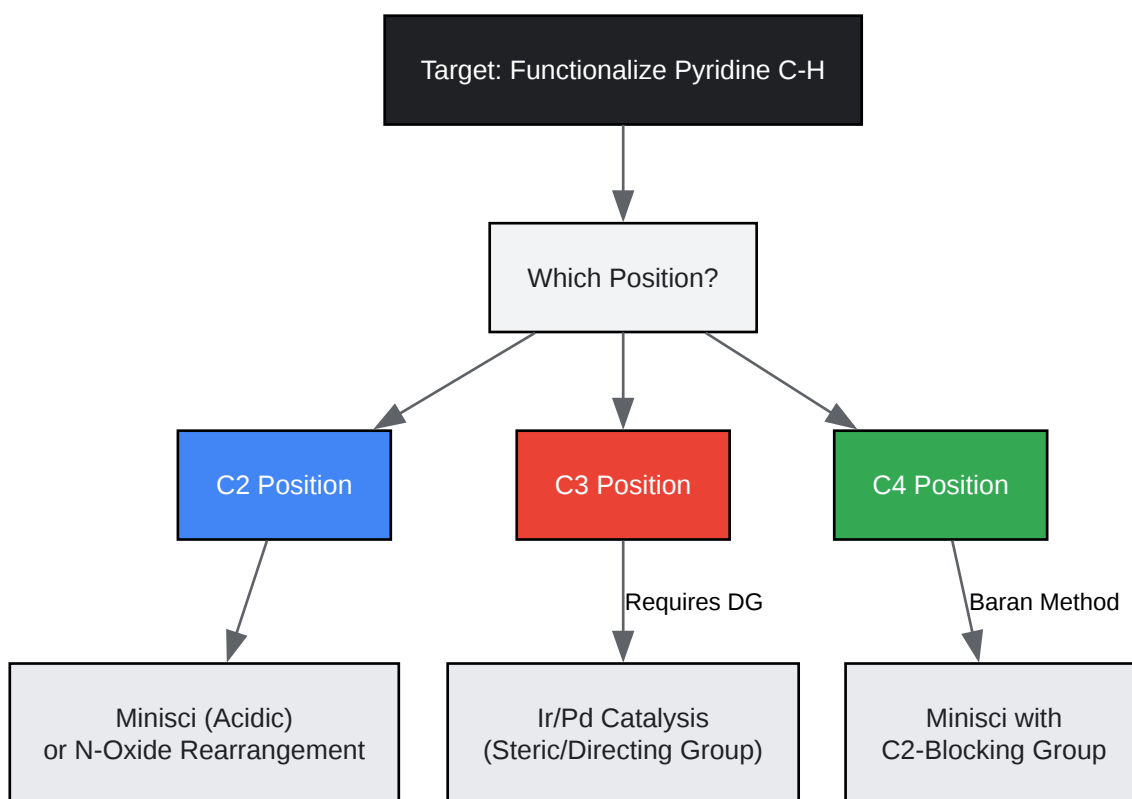 Target: Functionalize Pyridine C-H
Which Position?
C2 Position
C3 Position
C4 Position
Requires DG
Baran Method
Minisci (Acidic)
or N-Oxide Rearrangement
Ir/Pd Catalysis
(Steric/Directing Group)
Minisci with
C2-Blocking Group